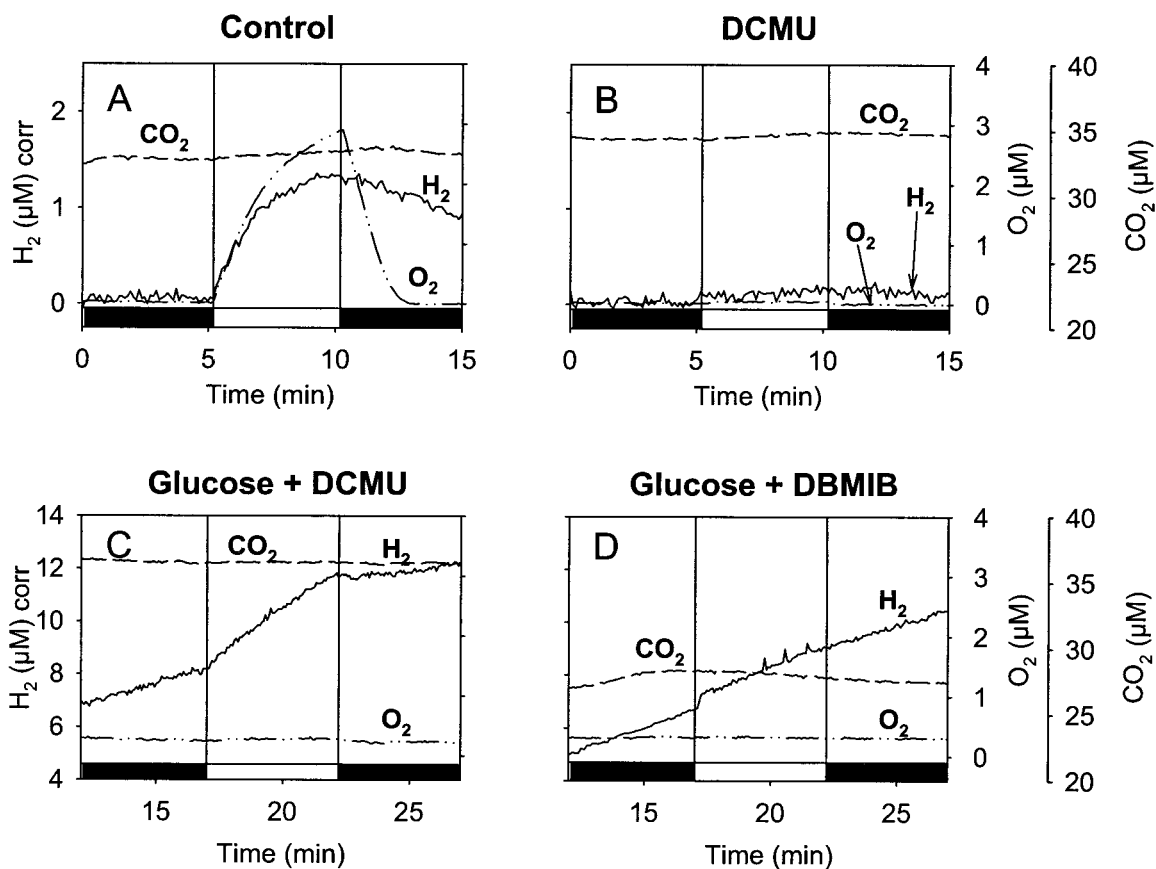 Control
DCMU
A
CO₂
H₂
O₂
2
1
0
H₂ (µM) corr
0 5 10 15
Time (min)
B
CO₂
H₂
O₂
4
3
2
1
0
O₂ (µM)
40
35
30
25
20
CO₂ (µM)
0 5 10 15
Time (min)
Glucose + DCMU
Glucose + DBMIB
C
CO₂
H₂
O₂
14
12
10
8
6
4
H₂ (µM) corr
15 20 25
Time (min)
D
H₂
CO₂
O₂
4
3
2
1
0
O₂ (µM)
40
35
30
25
20
CO₂ (µM)
15 20 25
Time (min)